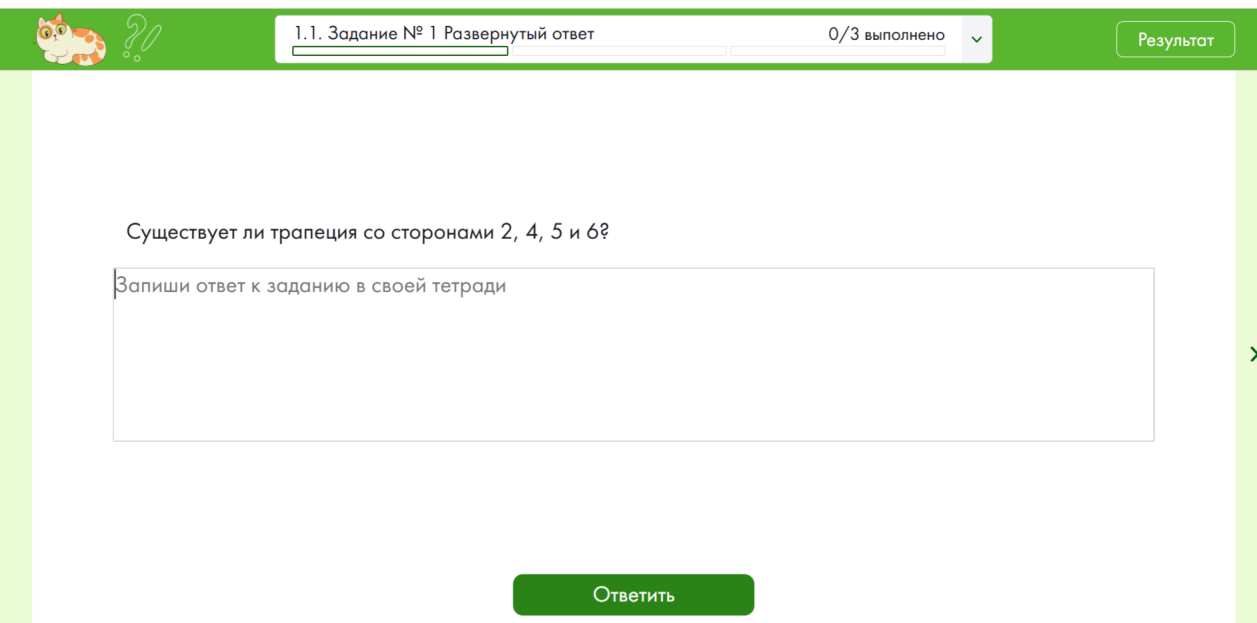 1.1. Задание № 1 Развернутый ответ
0/3 выполнено
Результат
Существует ли трапеция со сторонами 2, 4, 5 и 6?
Запиши ответ к заданию в своей тетради
Ответить